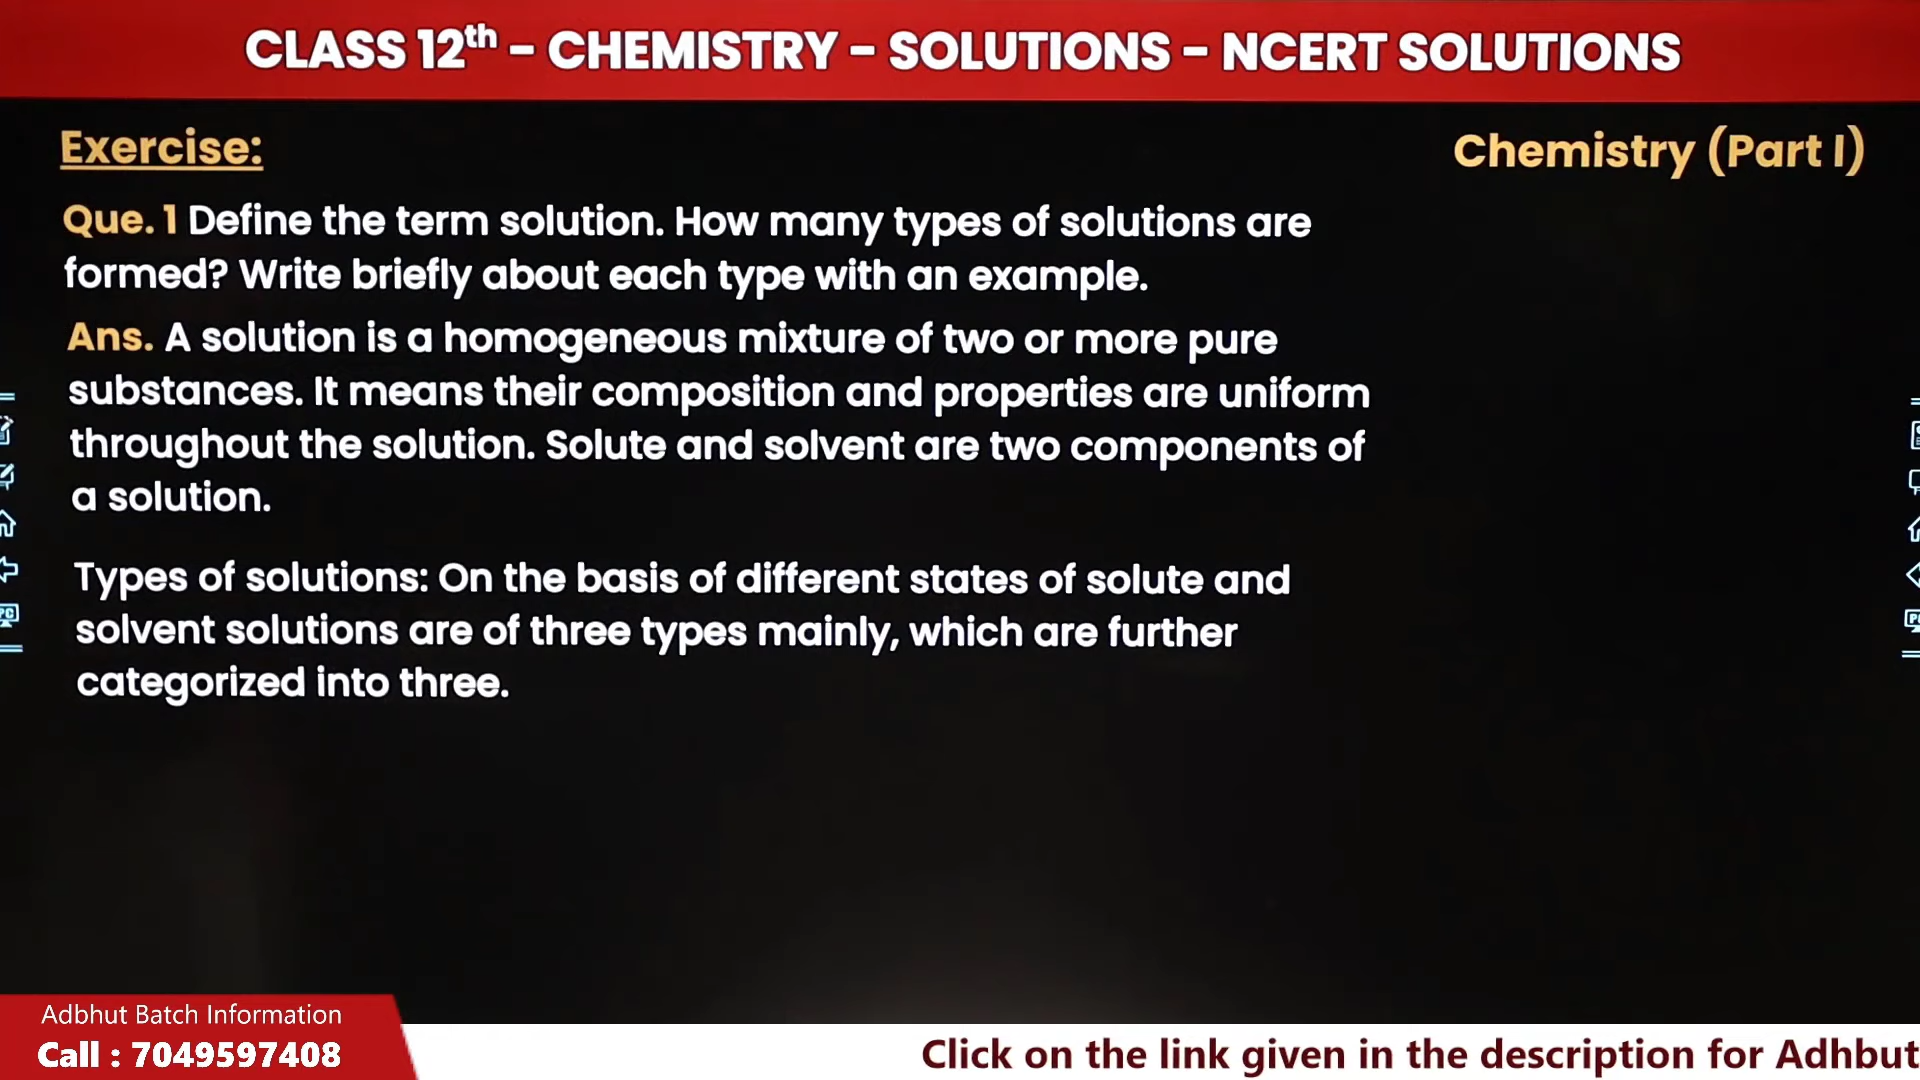 CLASS 12th - CHEMISTRY - SOLUTIONS - NCERT SOLUTIONS
Exercise:
Chemistry (Part I)
Que. 1 Define the term solution. How many types of solutions are
formed? Write briefly about each type with an example.
Ans. A solution is a homogeneous mixture of two or more pure
substances. It means their composition and properties are uniform
throughout the solution. Solute and solvent are two components of
a solution.
Types of solutions: On the basis of different states of solute and
solvent solutions are of three types mainly, which are further
categorized into three.
Adbhut Batch Information
Call : 7049597408
Click on the link given in the description for Adhbut